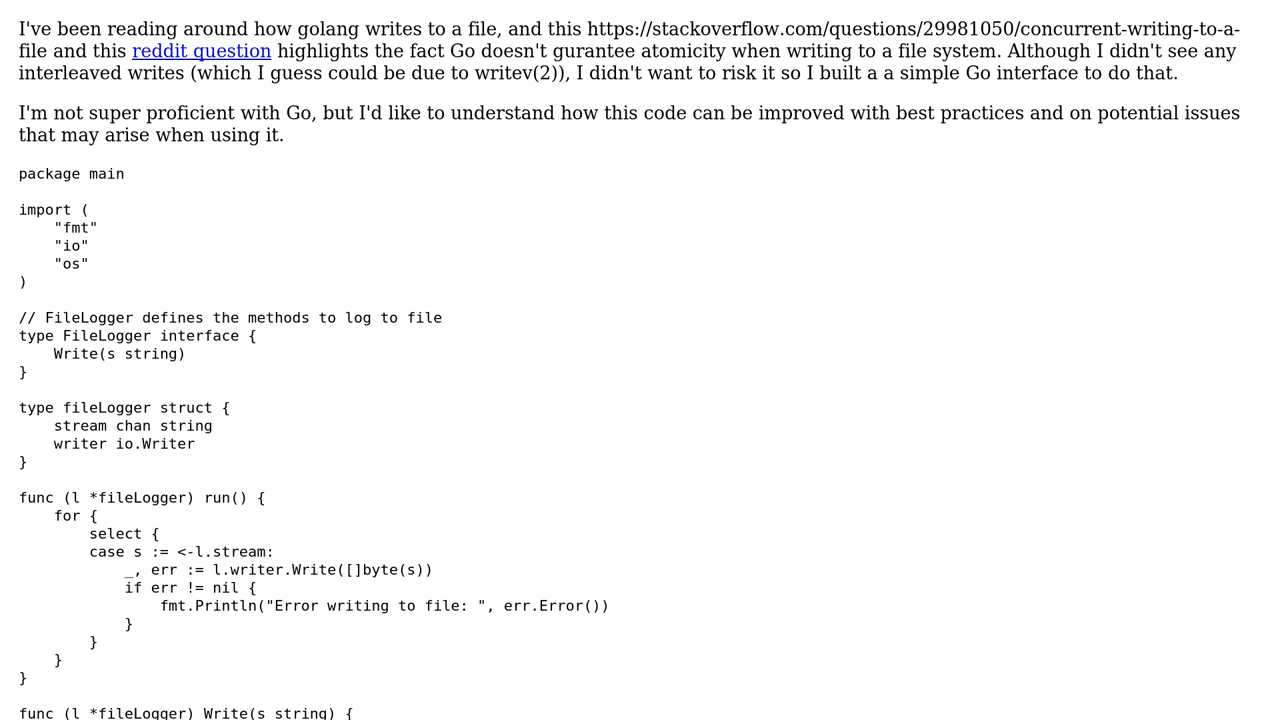 I've been reading around how golang writes to a file, and this https://stackoverflow.com/questions/29981050/concurrent-writing-to-a-
file and this reddit question highlights the fact Go doesn't gurantee atomicity when writing to a file system. Although I didn't see any
interleaved writes (which I guess could be due to writev(2)), I didn't want to risk it so I built a a simple Go interface to do that.
I'm not super proficient with Go, but I'd like to understand how this code can be improved with best practices and on potential issues
that may arise when using it.
package main
import (
    "fmt"
    "io"
    "os"
)
// FileLogger defines the methods to log to file
type FileLogger interface {
    Write(s string)
}
type fileLogger struct {
    stream chan string
    writer io.Writer
}
func (l *fileLogger) run() {
    for {
        select {
        case s := <-l.stream:
            _, err := l.writer.Write([]byte(s))
            if err != nil {
                fmt.Println("Error writing to file: ", err.Error())
            }
        }
    }
}
func (l *fileLogger) Write(s string) {